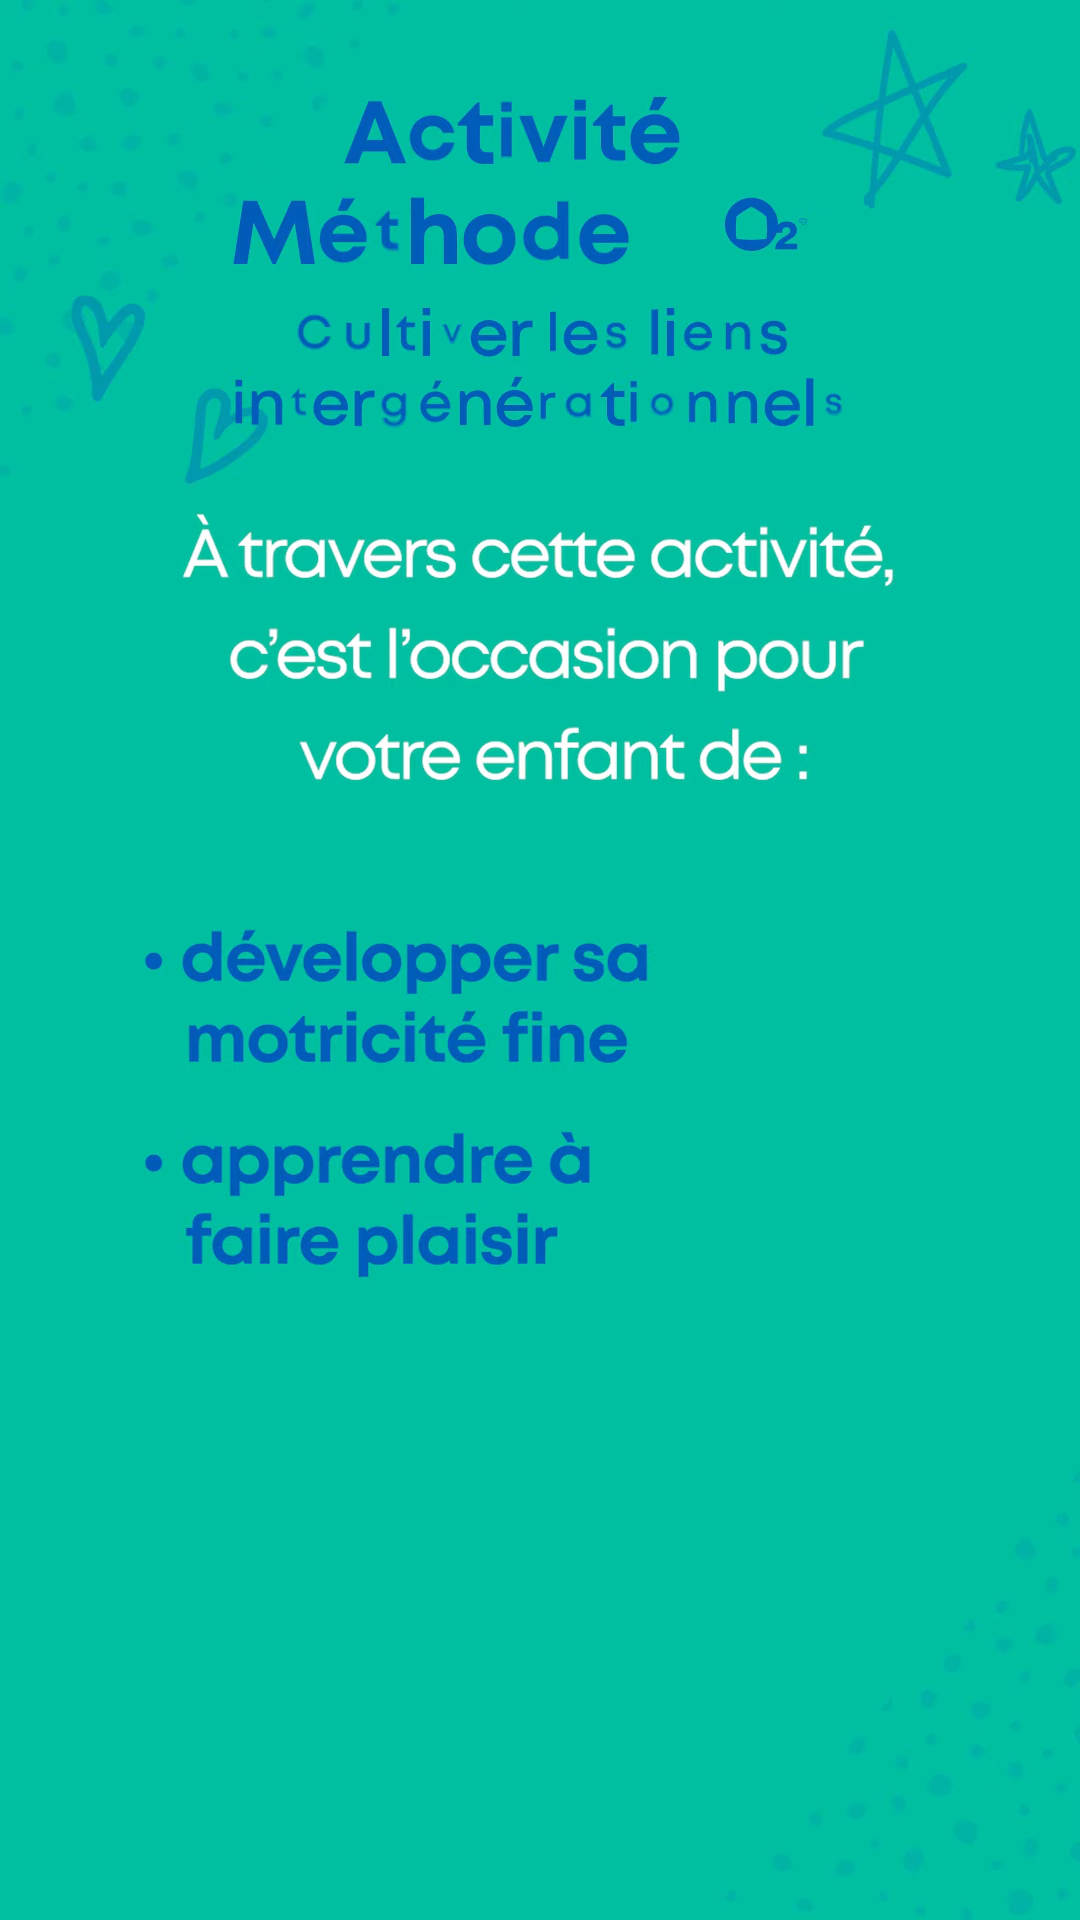 Activité
Méthode O2
Cultiver les liens
intergénérationnels
À travers cette activité,
c’est l’occasion pour
votre enfant de :
• développer sa
motricité fine
• apprendre à
faire plaisir